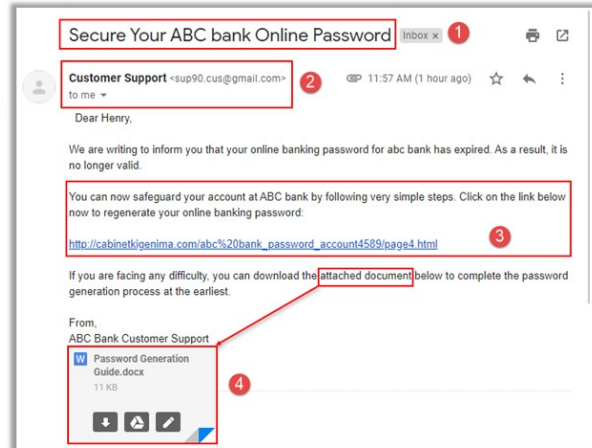 Secure Your ABC bank Online Password Inbox × 1
Customer Support <sup90.cus@gmail.com> 2 11:57 AM (1 hour ago)
to me
Dear Henry,
We are writing to inform you that your online banking password for abc bank has expired. As a result, it is
no longer valid.
You can now safeguard your account at ABC bank by following very simple steps. Click on the link below
now to regenerate your online banking password:
http://cabinetkigenima.com/abc%20bank_password_account4589/page4.html 3
If you are facing any difficulty, you can download the attached document below to complete the password
generation process at the earliest.
From,
ABC Bank Customer Support
W Password Generation
Guide.docx
11 KB
4